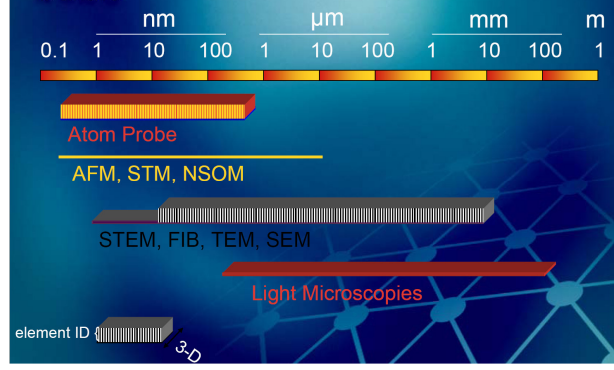 nm μm mm m
0.1 1 10 100 1 10 100 1 10 100 1
Atom Probe
AFM, STM, NSOM
STEM, FIB, TEM, SEM
Light Microscopies
element ID {
3-D